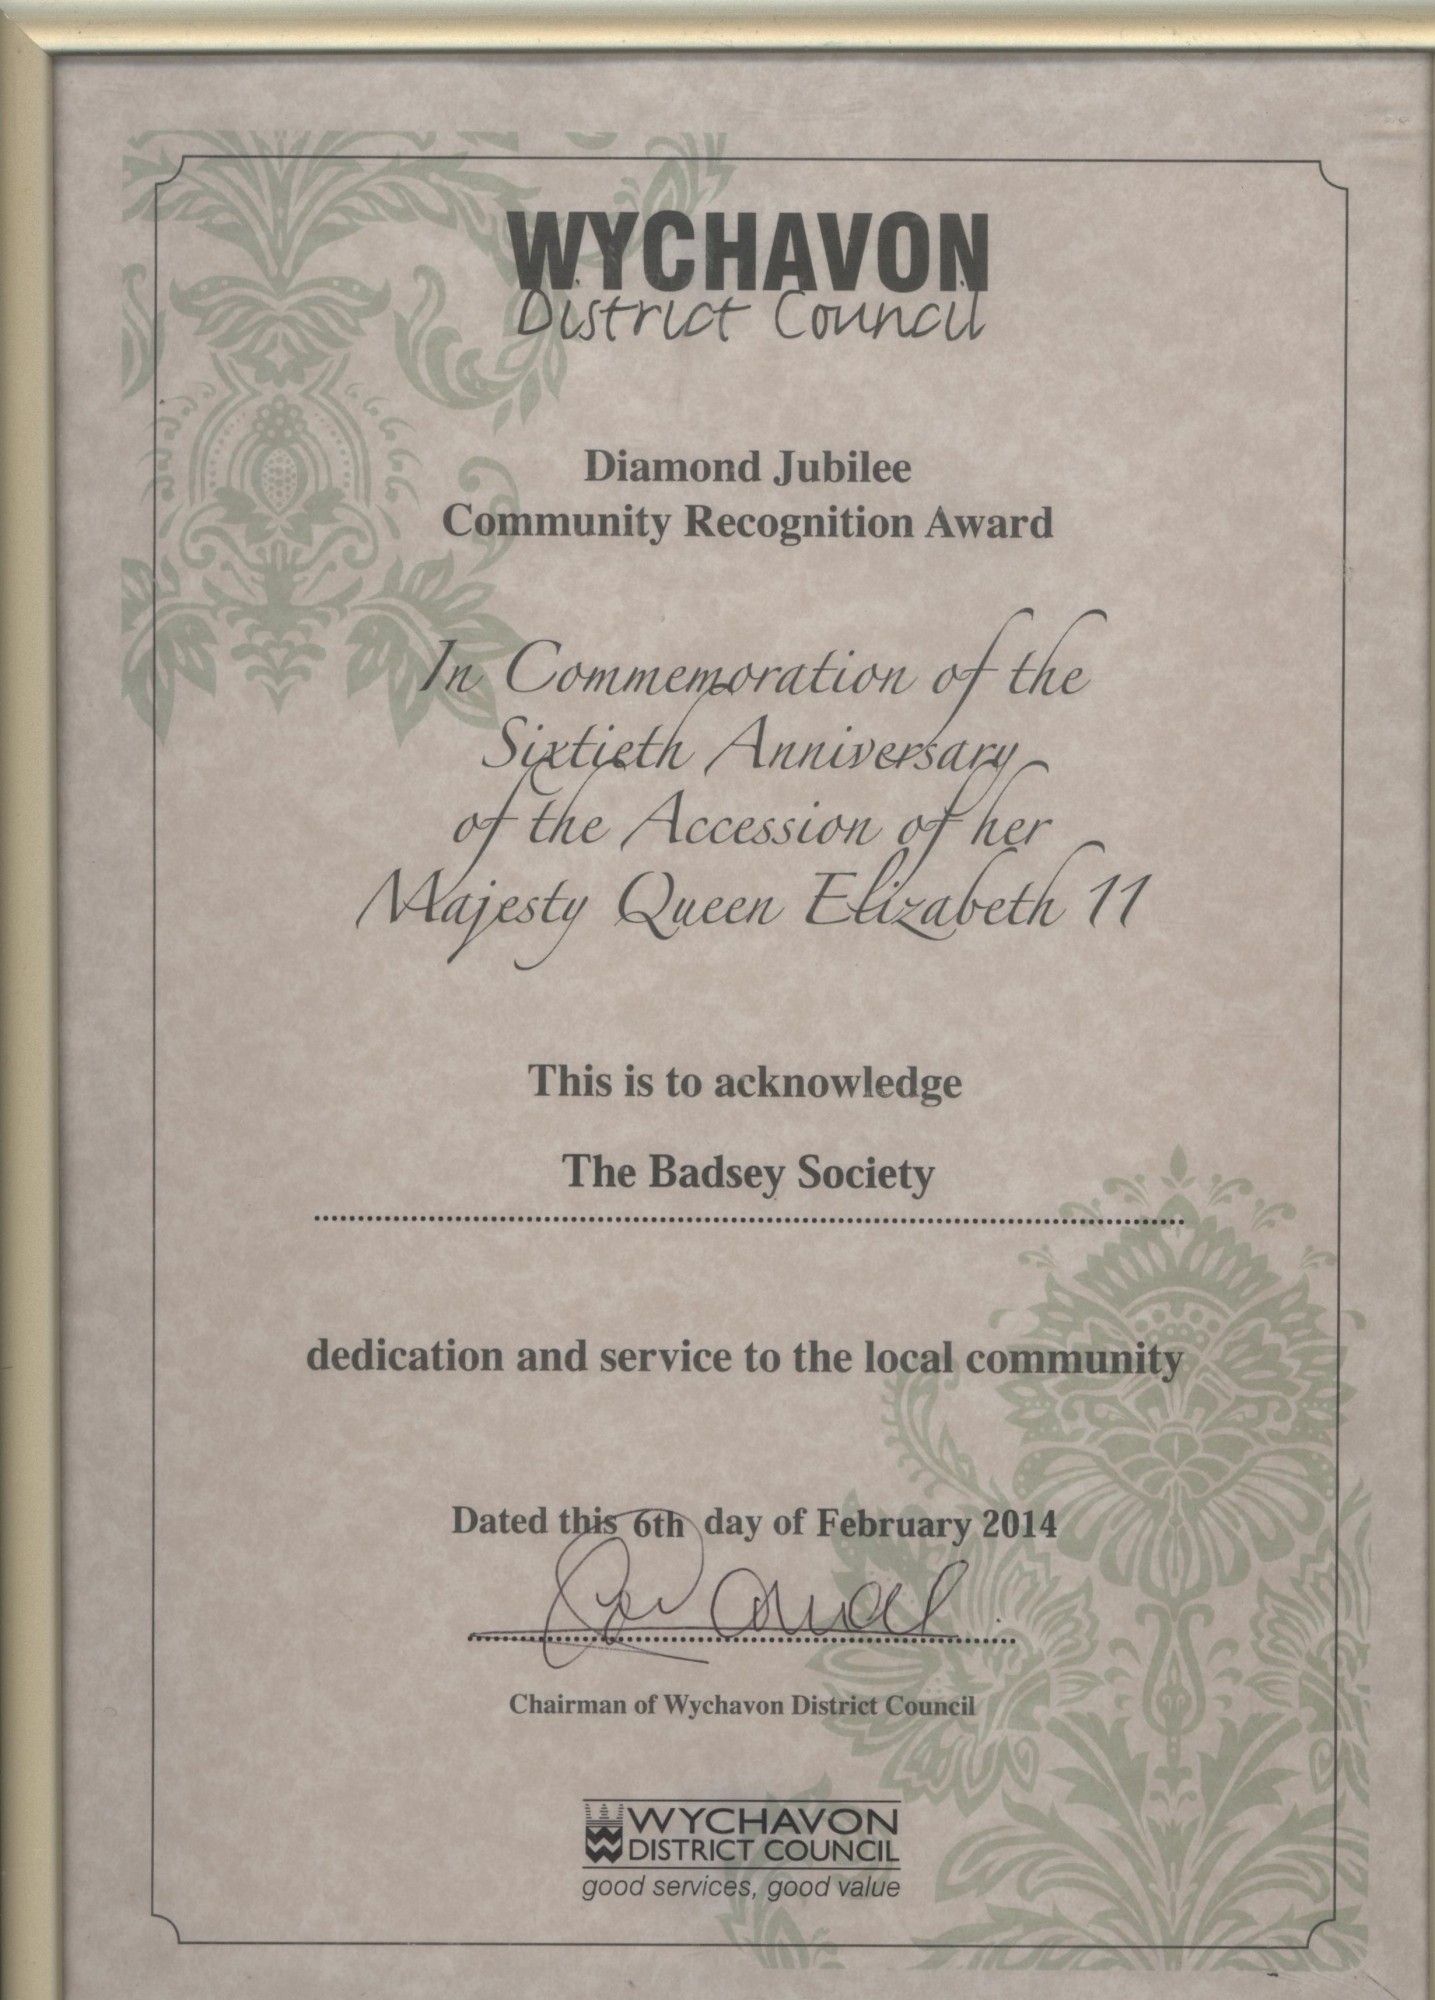 WYCHAVON
District Council
Diamond Jubilee
Community Recognition Award
In Commemoration of the
Sixtieth Anniversary
of the Accession of her
Majesty Queen Elizabeth 11
This is to acknowledge
The Badsey Society
dedication and service to the local community
Dated this 6th day of February 2014
Chairman of Wychavon District Council
WYCHAVON
DISTRICT COUNCIL
good services, good value